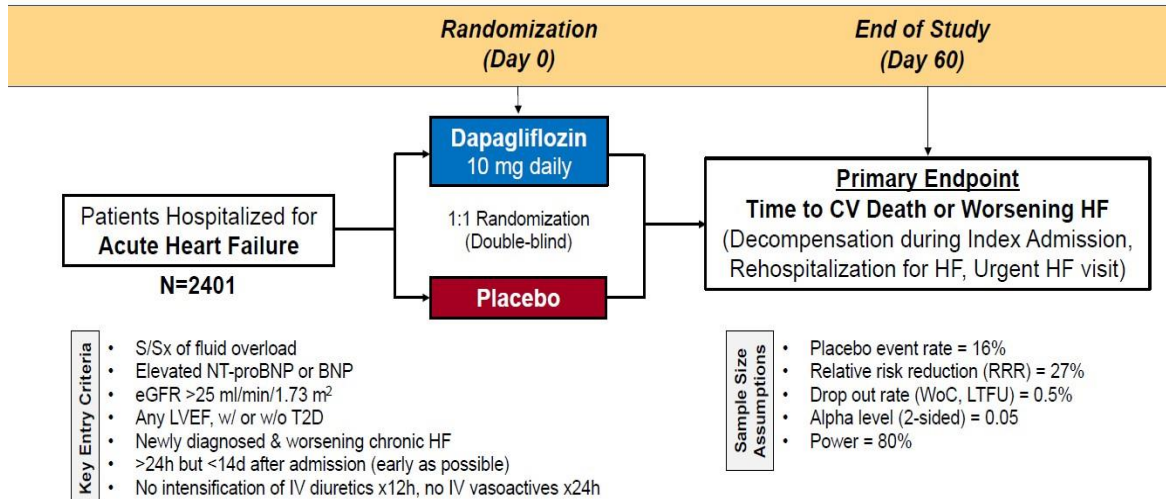 Randomization
(Day 0)
End of Study
(Day 60)
Dapagliflozin
10 mg daily
1:1 Randomization
(Double-blind)
Placebo
Patients Hospitalized for
Acute Heart Failure
N=2401
Primary Endpoint
Time to CV Death or Worsening HF
(Decompensation during Index Admission,
Rehospitalization for HF, Urgent HF visit)
Key Entry Criteria
• S/Sx of fluid overload
• Elevated NT-proBNP or BNP
• eGFR >25 ml/min/1.73 m²
• Any LVEF, w/ or w/o T2D
• Newly diagnosed & worsening chronic HF
• >24h but <14d after admission (early as possible)
• No intensification of IV diuretics x12h, no IV vasoactives x24h
Sample Size
Assumptions
• Placebo event rate = 16%
• Relative risk reduction (RRR) = 27%
• Drop out rate (WoC, LTFU) = 0.5%
• Alpha level (2-sided) = 0.05
• Power = 80%